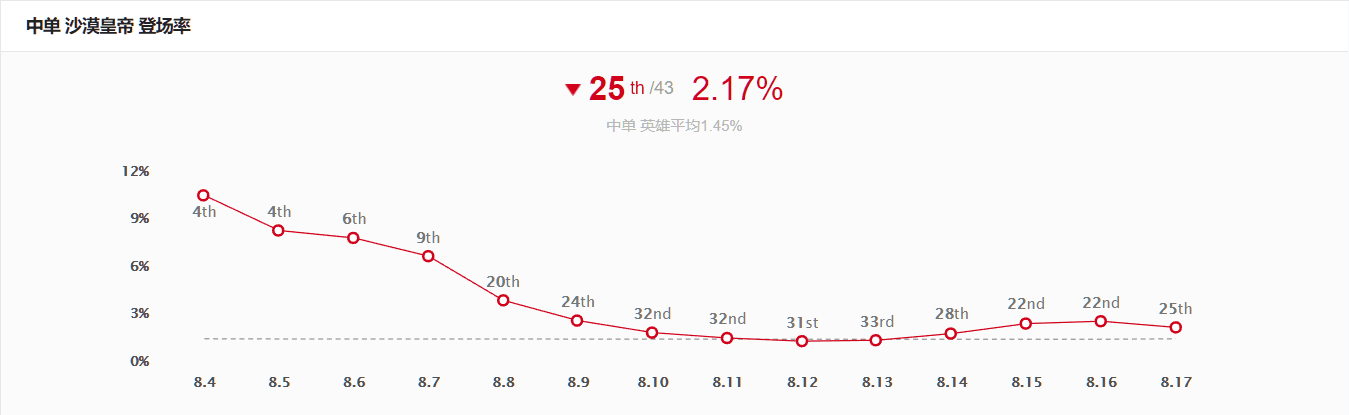 中单 沙漠皇帝 登场率
▼ 25 th /43 2.17%
中单 英雄平均1.45%
12%
9%
6%
3%
0%
4th 4th 6th 9th 20th 24th 32nd 32nd 31st 33rd 28th 22nd 22nd 25th
8.4 8.5 8.6 8.7 8.8 8.9 8.10 8.11 8.12 8.13 8.14 8.15 8.16 8.17